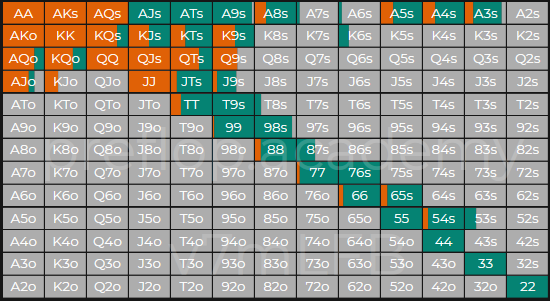 AA AKs AQs AJs ATs A9s A8s A7s A6s A5s A4s A3s A2s
AKo KK KQs KJs KTs K9s K8s K7s K6s K5s K4s K3s K2s
AQo KQo QQ QJs QTs Q9s Q8s Q7s Q6s Q5s Q4s Q3s Q2s
AJo KJo QJo JJ JTs J9s J8s J7s J6s J5s J4s J3s J2s
ATo KTo QTo JTo TT T9s T8s T7s T6s T5s T4s T3s T2s
A9o K9o Q9o J9o T9o 99 98s 97s 96s 95s 94s 93s 92s
A8o K8o Q8o J8o T8o 98o 88 87s 86s 85s 84s 83s 82s
preflop.academy
A7o K7o Q7o J7o T7o 97o 87o 77 76s 75s 74s 73s 72s
A6o K6o Q6o J6o T6o 96o 86o 76o 66 65s 64s 63s 62s
A5o K5o Q5o J5o T5o 95o 85o 75o 65o 55 54s 53s 52s
A4o K4o Q4o J4o T4o 94o 84o 74o 64o 54o 44 43s 42s
A3o K3o Q3o J3o T3o 93o 83o 73o 63o 53o 43o 33 32s
A2o K2o Q2o J2o T2o 92o 82o 72o 62o 52o 42o 32o 22